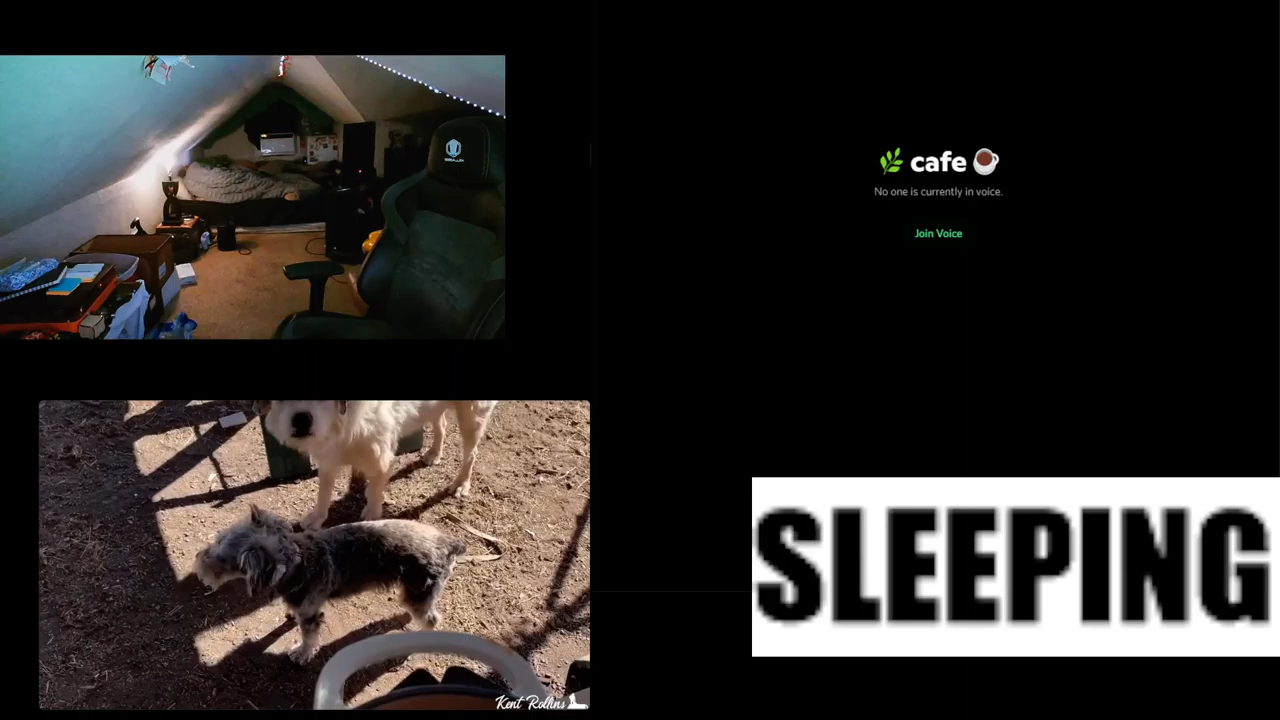 cafe
No one is currently in voice.
Join Voice
SLEEPING
Kent Rollins